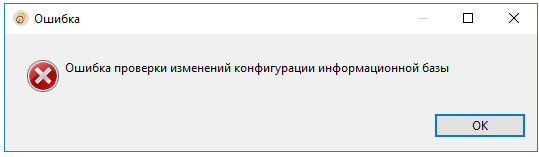 Ошибка
Ошибка проверки изменений конфигурации информационной базы
OK